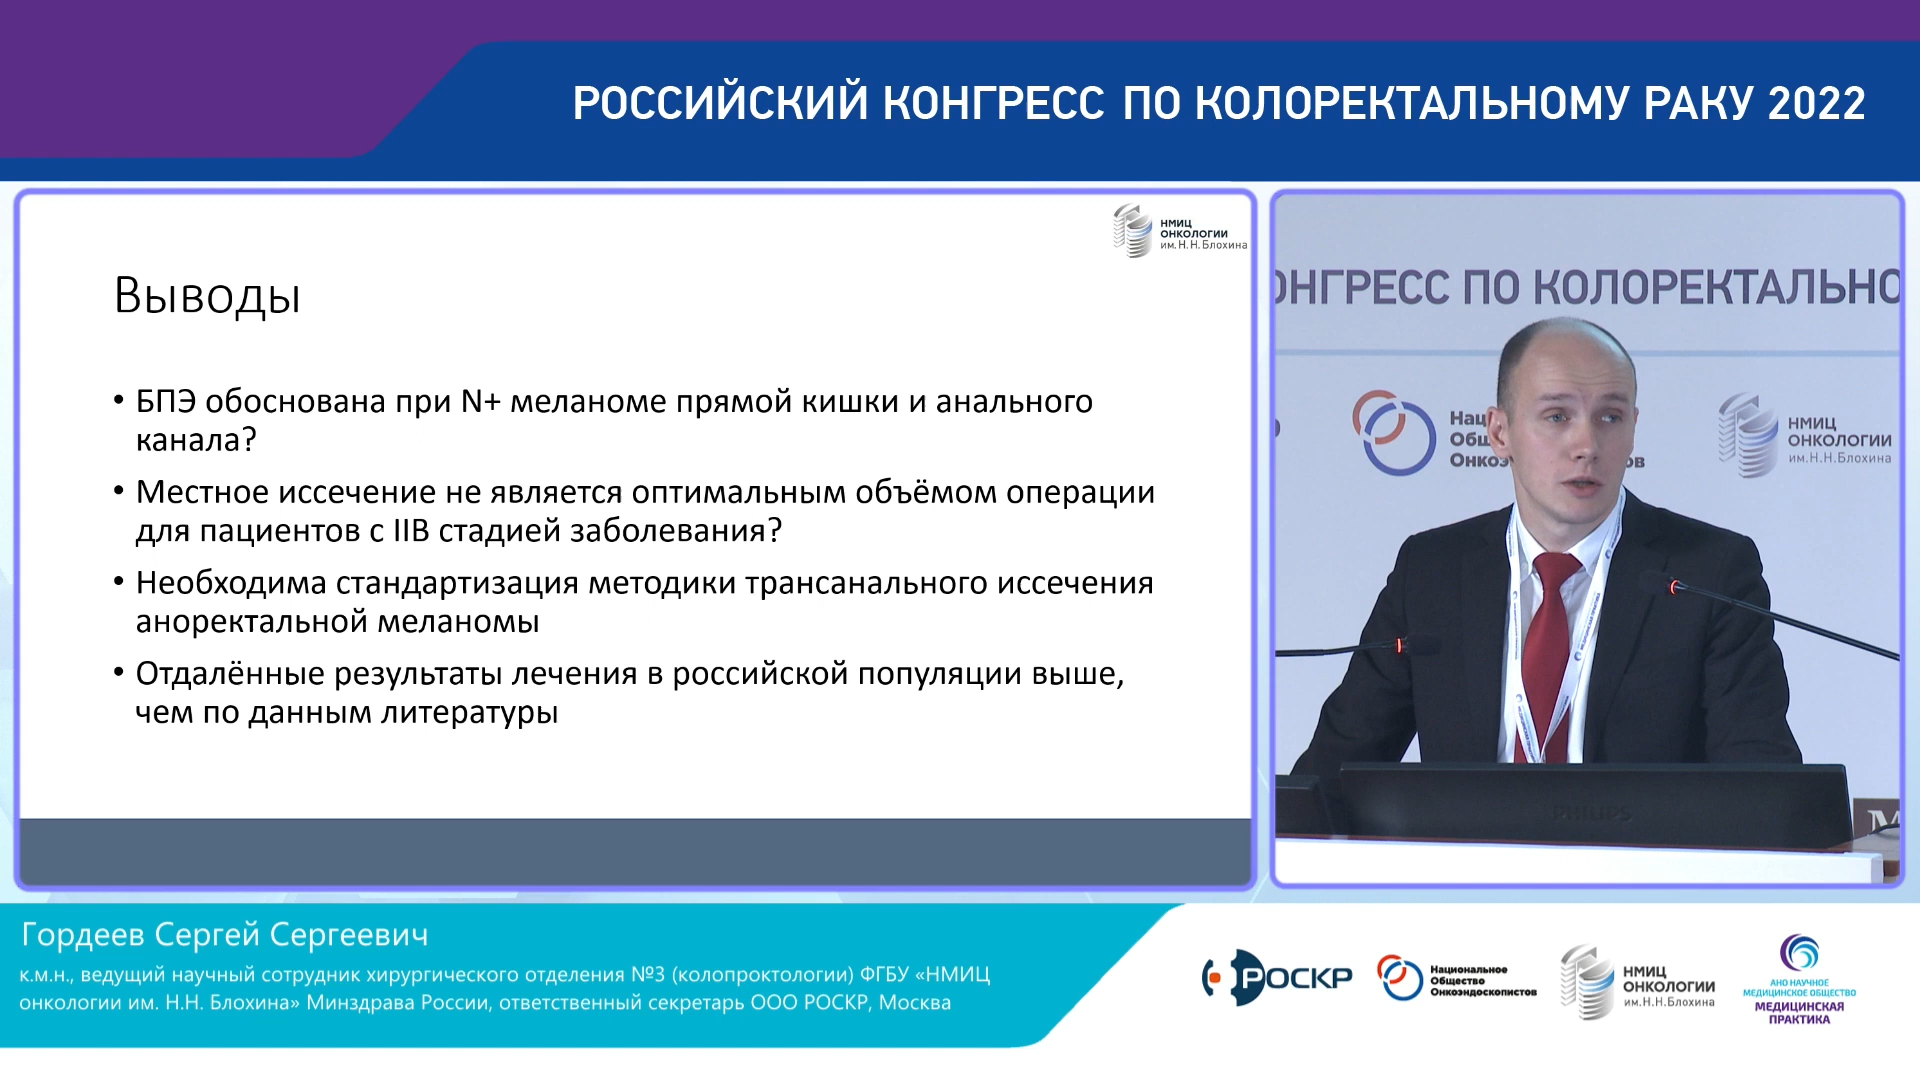 РОССИЙСКИЙ КОНГРЕСС ПО КОЛОРЕКТАЛЬНОМУ РАКУ 2022
НМИЦ
ОНКОЛОГИИ
им. Н.Н. Блохина
Выводы
• БПЭ обоснована при N+ меланоме прямой кишки и анального
канала?
• Местное иссечение не является оптимальным объёмом операции
для пациентов с IIB стадией заболевания?
• Необходима стандартизация методики трансанального иссечения
аноректальной меланомы
• Отдалённые результаты лечения в российской популяции выше,
чем по данным литературы
ОНГРЕСС ПО КОЛОРЕКТАЛЬНО
Нац
Общ
Онкоэ ов
НМИЦ
ОНКОЛОГИИ
им.Н.Н.Блохина
PHILIPS
М
Гордеев Сергей Сергеевич
к.м.н., ведущий научный сотрудник хирургического отделения №3 (колопроктологии) ФГБУ «НМИЦ
онкологии им. Н.Н. Блохина» Минздрава России, ответственный секретарь ООО РОСКР, Москва
РОСКР
Национальное
Общество
Онкоэндоскопистов
НМИЦ
ОНКОЛОГИИ
им.Н.Н.Блохина
АНО НАУЧНОЕ
МЕДИЦИНСКОЕ ОБЩЕСТВО
МЕДИЦИНСКАЯ
ПРАКТИКА